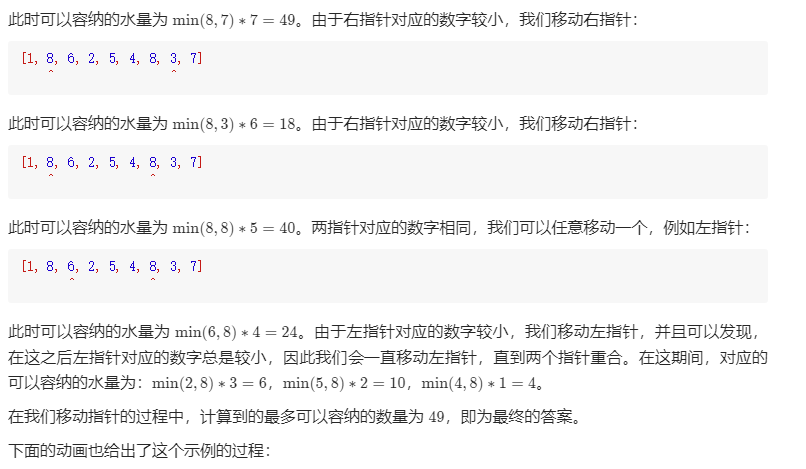 此时可以容纳的水量为 min(8, 7) ∗ 7 = 49。由于右指针对应的数字较小，我们移动右指针：
[1, 8, 6, 2, 5, 4, 8, 3, 7]
^ ^
此时可以容纳的水量为 min(8, 3) ∗ 6 = 18。由于右指针对应的数字较小，我们移动右指针：
[1, 8, 6, 2, 5, 4, 8, 3, 7]
^ ^
此时可以容纳的水量为 min(8, 8) ∗ 5 = 40。两指针对应的数字相同，我们可以任意移动一个，例如左指针：
[1, 8, 6, 2, 5, 4, 8, 3, 7]
^ ^
此时可以容纳的水量为 min(6, 8) ∗ 4 = 24。由于左指针对应的数字较小，我们移动左指针，并且可以发现，
在这之后左指针对应的数字总是较小，因此我们会一直移动左指针，直到两个指针重合。在这期间，对应的
可以容纳的水量为：min(2, 8) ∗ 3 = 6，min(5, 8) ∗ 2 = 10，min(4, 8) ∗ 1 = 4。
在我们移动指针的过程中，计算到的最多可以容纳的数量为 49，即为最终的答案。
下面的动画也给出了这个示例的过程：